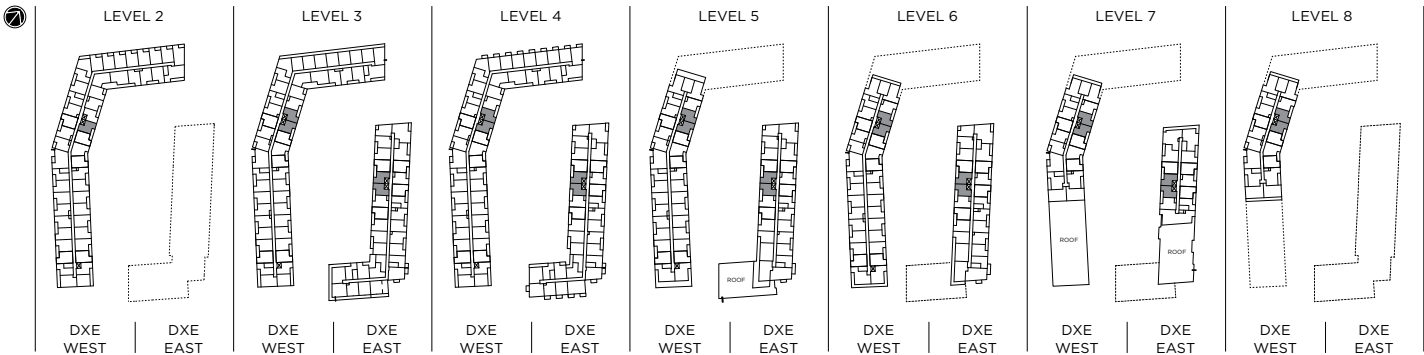 LEVEL 2
LEVEL 3
LEVEL 4
LEVEL 5
LEVEL 6
LEVEL 7
LEVEL 8
ROOF
ROOF
ROOF
DXE
WEST
DXE
EAST
DXE
WEST
DXE
EAST
DXE
WEST
DXE
EAST
DXE
WEST
DXE
EAST
DXE
WEST
DXE
EAST
DXE
WEST
DXE
EAST
DXE
WEST
DXE
EAST